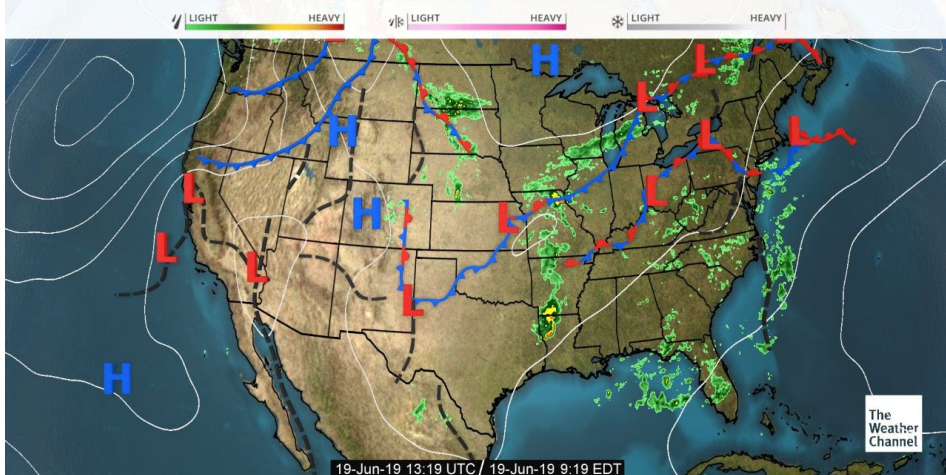 LIGHT HEAVY LIGHT HEAVY LIGHT HEAVY
H
L
L
L
H
L
L
L
H
L
L
L
L
L
H
The
Weather
Channel
19-Jun-19 13:19 UTC / 19-Jun-19 9:19 EDT